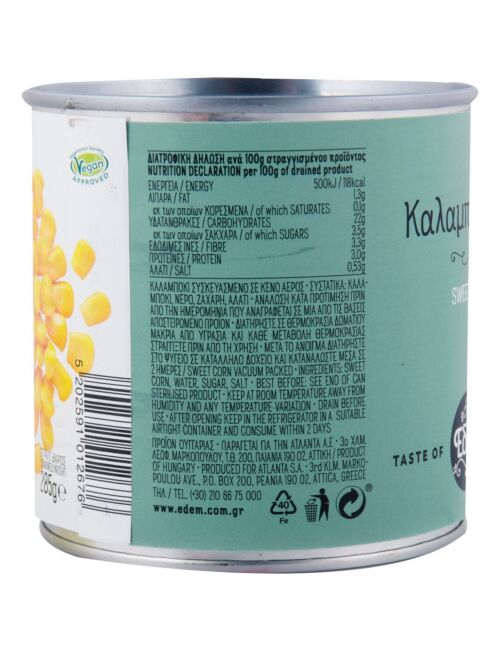 Vegetarian Society
Vegan
APPROVED
ΔΙΑΤΡΟΦΙΚΗ ΔΗΛΩΣΗ ανά 100g στραγγισμένου προϊόντος
NUTRITION DECLARATION per 100g of drained product
ΕΝΕΡΓΕΙΑ / ENERGY 500kJ / 118kcal
ΛΙΠΑΡΑ / FAT 1,3g
εκ των οποίων ΚΟΡΕΣΜΕΝΑ / of which SATURATES 0,1g
ΥΔΑΤΑΝΘΡΑΚΕΣ / CARBOHYDRATES 22g
εκ των οποίων ΣΑΚΧΑΡΑ / of which SUGARS 3,5g
ΕΔΩΔΙΜΕΣ ΙΝΕΣ / FIBRE 3,3g
ΠΡΩΤΕΪΝΕΣ / PROTEIN 3,0g
ΑΛΑΤΙ / SALT 0,53g
ΚΑΛΑΜΠΟΚΙ ΣΥΣΚΕΥΑΣΜΕΝΟ ΣΕ ΚΕΝΟ ΑΕΡΟΣ • ΣΥΣΤΑΤΙΚΑ: ΚΑΛΑ-
ΜΠΟΚΙ, ΝΕΡΟ, ΖΑΧΑΡΗ, ΑΛΑΤΙ • ΑΝΑΛΩΣΗ ΚΑΤΑ ΠΡΟΤΙΜΗΣΗ ΠΡΙΝ
ΑΠΟ ΤΗΝ ΗΜΕΡΟΜΗΝΙΑ ΠΟΥ ΑΝΑΓΡΑΦΕΤΑΙ ΣΕ ΜΙΑ ΑΠΟ ΤΙΣ ΒΑΣΕΙΣ •
ΑΠΟΣΤΕΙΡΩΜΕΝΟ ΠΡΟΪΟΝ • ΔΙΑΤΗΡΗΣΤΕ ΣΕ ΘΕΡΜΟΚΡΑΣΙΑ ΔΩΜΑΤΙΟΥ
ΜΑΚΡΙΑ ΑΠΟ ΥΓΡΑΣΙΑ ΚΑΙ ΚΑΘΕ ΜΕΤΑΒΟΛΗ ΘΕΡΜΟΚΡΑΣΙΑΣ •
ΣΤΡΑΓΓΙΣΤΕ ΠΡΙΝ ΑΠΟ ΤΗ ΧΡΗΣΗ • ΜΕΤΑ ΤΟ ΑΝΟΙΓΜΑ ΔΙΑΤΗΡΗΣΤΕ
ΣΤΟ ΨΥΓΕΙΟ ΣΕ ΚΑΤΑΛΛΗΛΟ ΔΟΧΕΙΟ ΚΑΙ ΚΑΤΑΝΑΛΩΣΤΕ ΜΕΣΑ ΣΕ
2 ΗΜΕΡΕΣ / SWEET CORN VACUUM PACKED • INGREDIENTS: SWEET
CORN, WATER, SUGAR, SALT • BEST BEFORE: SEE END OF CAN
STERILISED PRODUCT • KEEP AT ROOM TEMPERATURE AWAY FROM
HUMIDITY AND ANY TEMPERATURE VARIATION • DRAIN BEFORE
USE • AFTER OPENING KEEP IN THE REFRIGERATOR IN A SUITABLE
AIRTIGHT CONTAINER AND CONSUME WITHIN 2 DAYS
ΠΡΟΪΟΝ ΟΥΓΓΑΡΙΑΣ • ΠΑΡΑΓΕΤΑΙ ΓΙΑ ΤΗΝ ΑΤΛΑΝΤΑ Α.Ε • 3ο ΧΛΜ.
ΛΕΩΦ. ΜΑΡΚΟΠΟΥΛΟΥ, Τ.Θ. 200, ΠΑΙΑΝΙΑ 190 02, ΑΤΤΙΚΗ / PRODUCT
OF HUNGARY • PRODUCED FOR ATLANTA S.A. • 3rd KLM. MARKO-
POULOU AVE., P.O. BOX 200, PEANIA 190 02, ATTICA, GREECE
ΤΗΛ / TEL. (+30) 210 66 75 000
www.edem.com.gr
40
Fe
5 202591 012676
285g e
Καλαμπ
SWEE
TASTE OF